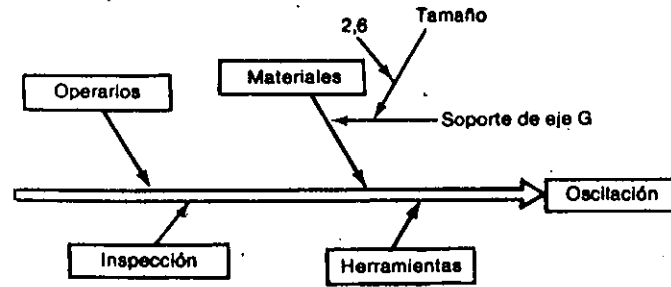 Tamaño
2,6
Materiales
Operarios
Soporte de eje G
Oscilación
Inspección
Herramientas